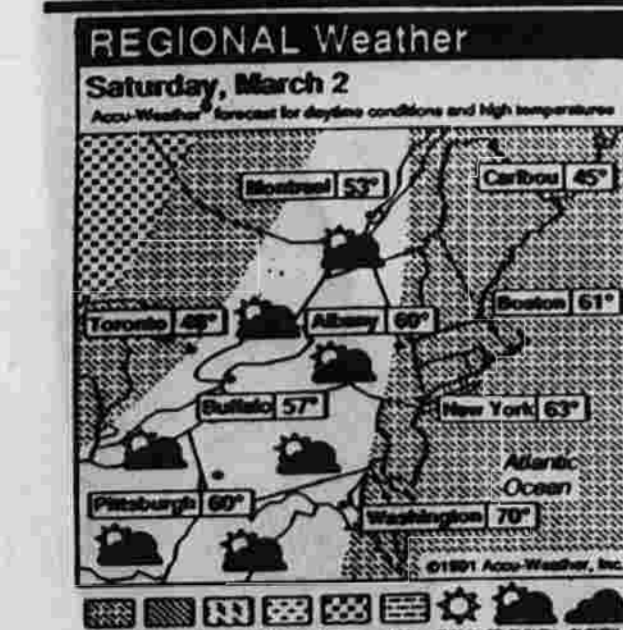 REGIONAL Weather
Saturday, March 2
Accu-Weather® forecast for daytime conditions and high temperatures
Montreal 53°
Caribou 45°
Boston 61°
Toronto 48°
Albany 60°
Buffalo 57°
New York 63°
Atlantic
Ocean
Pittsburgh 60°
Washington 70°
©1991 Accu-Weather, Inc.